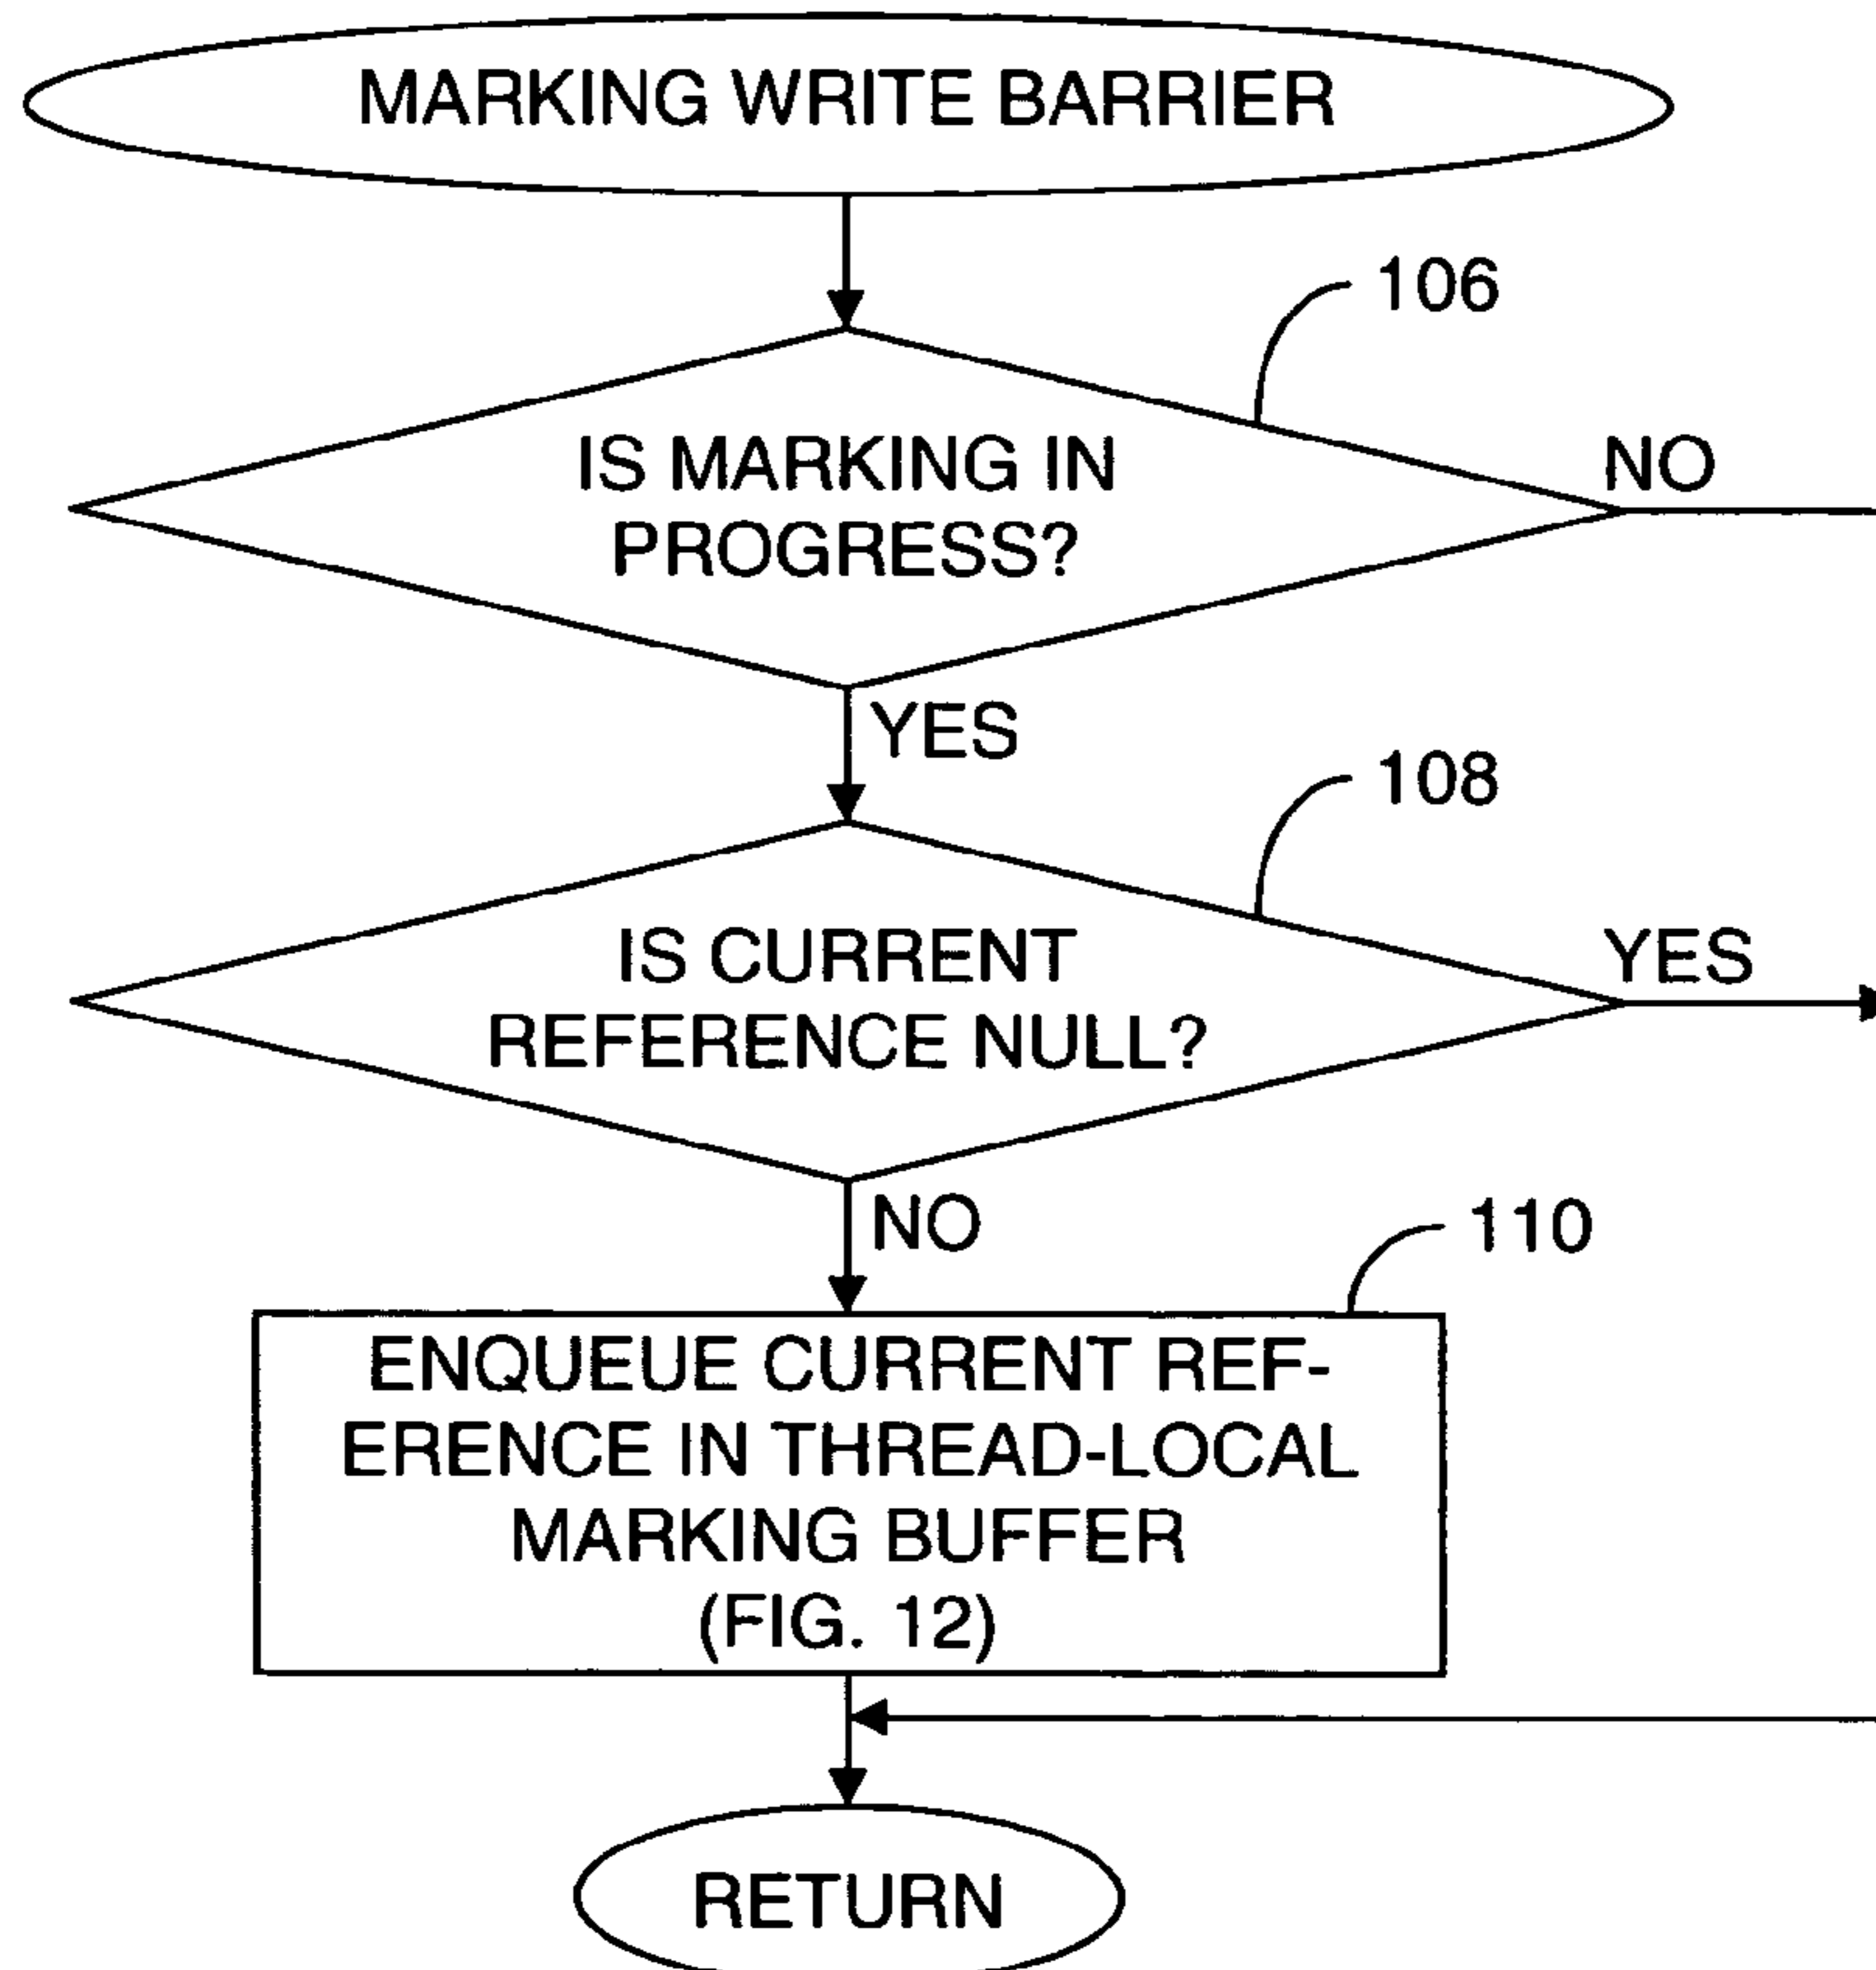 MARKING WRITE BARRIER
106
IS MARKING IN
PROGRESS?
NO
YES
108
IS CURRENT
REFERENCE NULL?
YES
NO
110
ENQUEUE CURRENT REF-
ERENCE IN THREAD-LOCAL
MARKING BUFFER
(FIG. 12)
RETURN